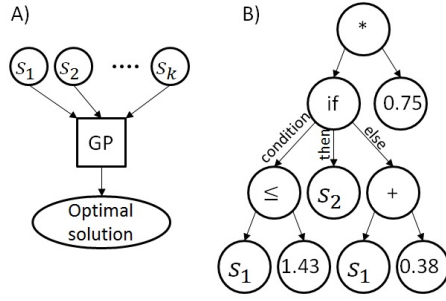 A)
S1 S2 .... Sk
GP
Optimal
solution
B)
*
if 0.75
condition then else
≤ S2 +
S1 1.43 S1 0.38